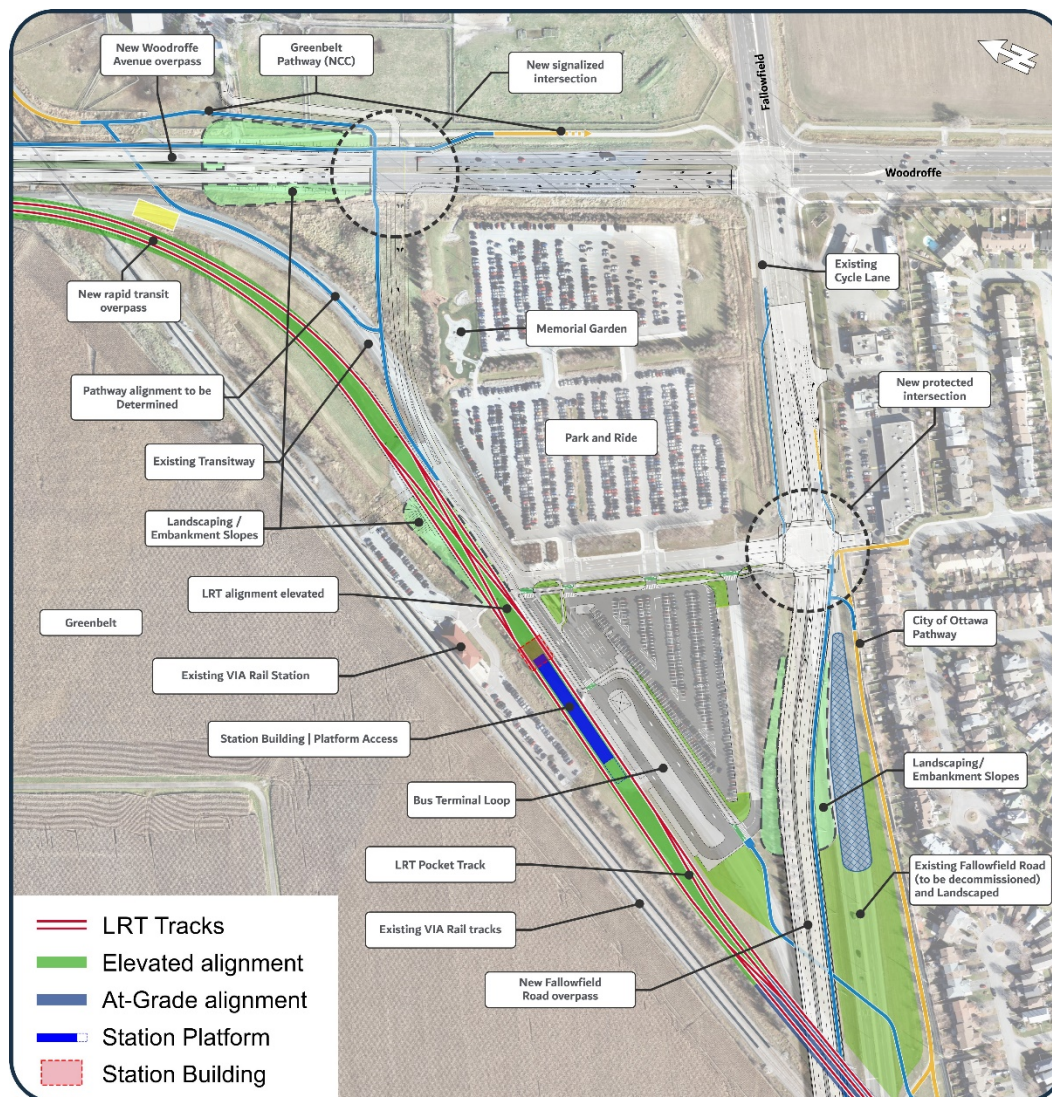 New Woodroffe
Avenue overpass
Greenbelt
Pathway (NCC)
New signalized
intersection
N
Fallowfield
Woodroffe
Existing
Cycle Lane
New rapid transit
overpass
Memorial Garden
Pathway alignment to be
Determined
New protected
intersection
Park and Ride
Existing Transitway
Landscaping /
Embankment Slopes
LRT alignment elevated
Greenbelt
City of Ottawa
Pathway
Existing VIA Rail Station
Station Building | Platform Access
Landscaping/
Embankment Slopes
Bus Terminal Loop
LRT Pocket Track
Existing Fallowfield Road
(to be decommissioned)
and Landscaped
Existing VIA Rail tracks
New Fallowfield
Road overpass
LRT Tracks
Elevated alignment
At-Grade alignment
Station Platform
Station Building